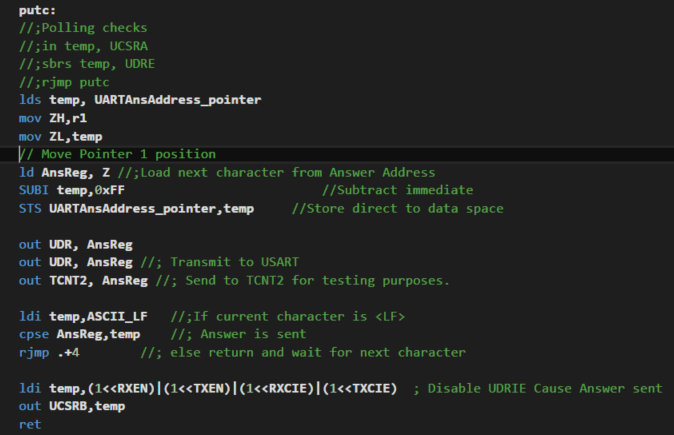 putc:
//;Polling checks
//;in temp, UCSRA
//;sbrs temp, UDRE
//;rjmp putc
lds temp, UARTAnsAddress_pointer
mov ZH,r1
mov ZL,temp
// Move Pointer 1 position
ld AnsReg, Z //;Load next character from Answer Address
SUBI temp,0xFF //Subtract immediate
STS UARTAnsAddress_pointer,temp //Store direct to data space
out UDR, AnsReg
out UDR, AnsReg //; Transmit to USART
out TCNT2, AnsReg //; Send to TCNT2 for testing purposes.
ldi temp,ASCII_LF //;If current character is <LF>
cpse AnsReg,temp //; Answer is sent
rjmp .+4 //; else return and wait for next character
ldi temp,(1<<RXEN)|(1<<TXEN)|(1<<RXCIE)|(1<<TXCIE) ; Disable UDRIE Cause Answer sent
out UCSRB,temp
ret